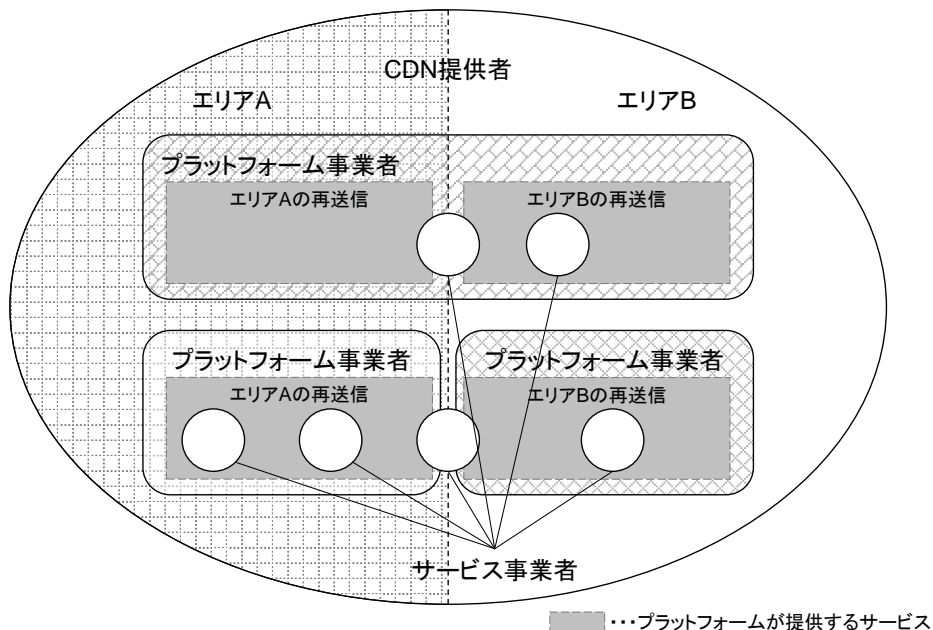 CDN提供者
エリアA
エリアB
プラットフォーム事業者
エリアAの再送信
エリアBの再送信
プラットフォーム事業者
プラットフォーム事業者
エリアAの再送信
エリアBの再送信
サービス事業者
・・・プラットフォームが提供するサービス